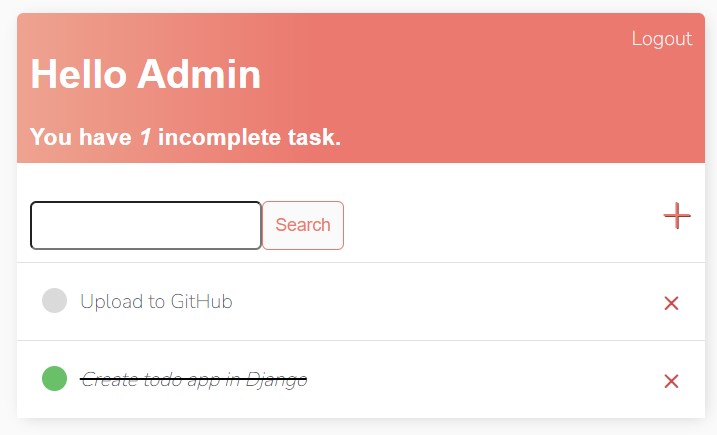 Logout
Hello Admin
You have 1 incomplete task.
Search
Upload to GitHub
Create todo app in Django